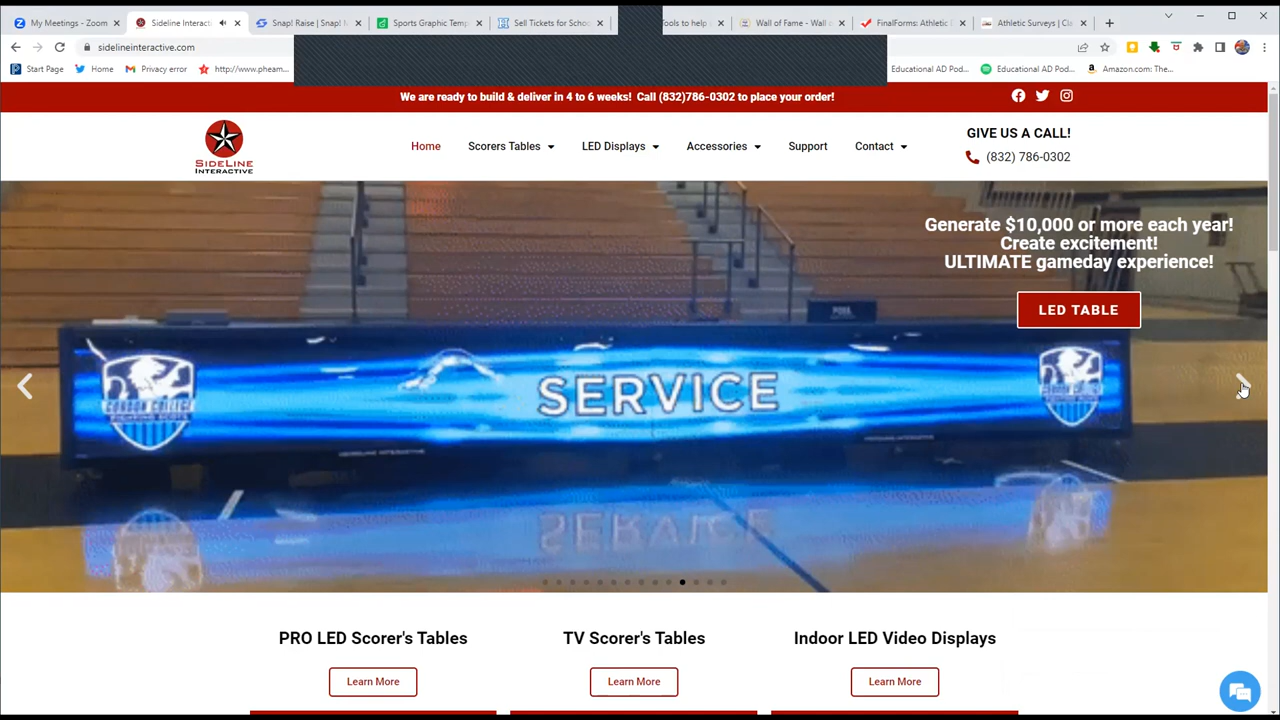 My Meetings - Zoom
Sideline Interac
Snap! Raise | Snap!
Sports Graphic Temp
Sell Tickets for Schoo
Tools to help
Wall of Fame - Wall
FinalForms: Athletic
Athletic Surveys | Cla
sidelineinteractive.com
Start Page
Home
Privacy error
http://www.pheam...
Educational AD Pod...
Educational AD Pod...
Amazon.com: The...
We are ready to build & deliver in 4 to 6 weeks! Call (832)786-0302 to place your order!
SIDELINE
INTERACTIVE
Home
Scorers Tables
LED Displays
Accessories
Support
Contact
GIVE US A CALL!
(832) 786-0302
Generate $10,000 or more each year!
Create excitement!
ULTIMATE gameday experience!
LED TABLE
SERVICE
PRO LED Scorer's Tables
TV Scorer's Tables
Indoor LED Video Displays
Learn More
Learn More
Learn More